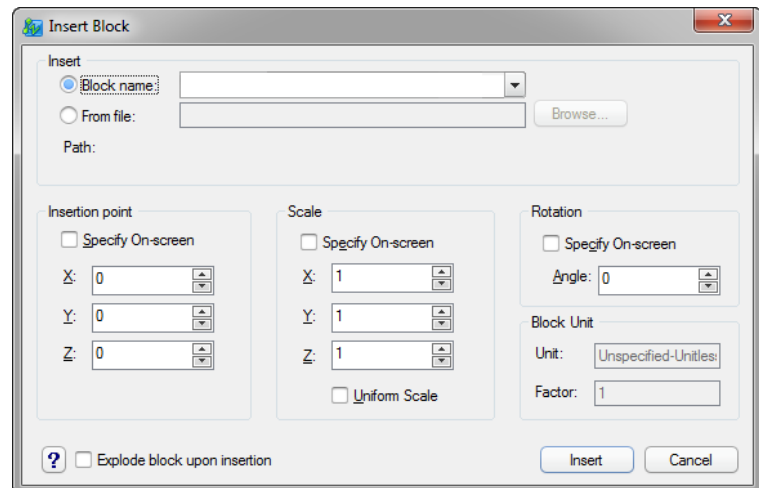 Insert Block
Insert
Block name:
From file:
Browse...
Path:
Insertion point
Specify On-screen
X: 0
Y: 0
Z: 0
Scale
Specify On-screen
X: 1
Y: 1
Z: 1
Uniform Scale
Rotation
Specify On-screen
Angle: 0
Block Unit
Unit: Unspecified-Unitles
Factor: 1
? Explode block upon insertion
Insert
Cancel